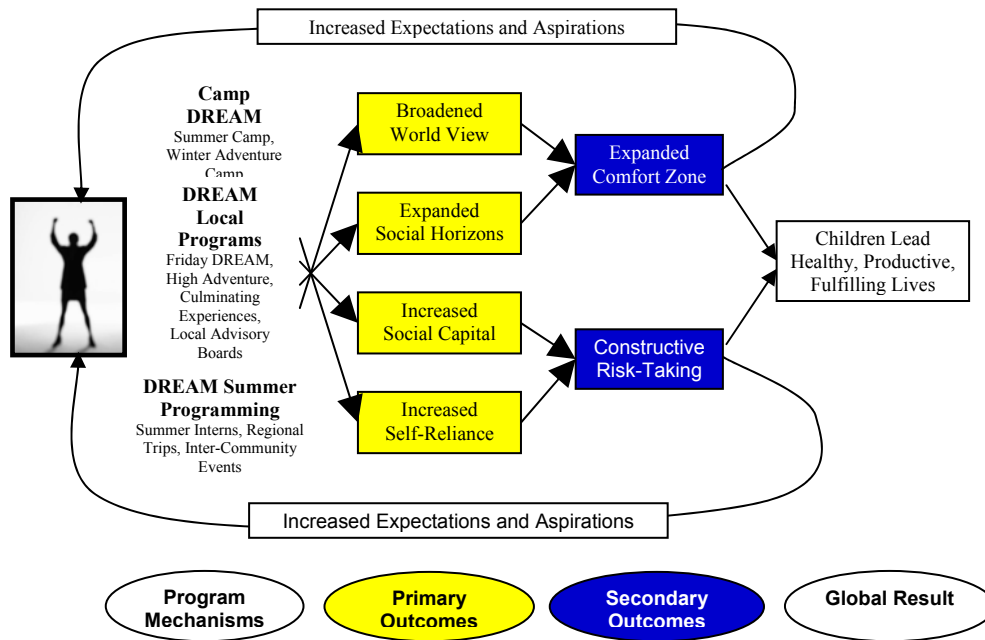 Increased Expectations and Aspirations
Camp
DREAM
Summer Camp,
Winter Adventure
Camp
DREAM
Local
Programs
Friday DREAM,
High Adventure,
Culminating
Experiences,
Local Advisory
Boards
DREAM Summer
Programming
Summer Interns, Regional
Trips, Inter-Community
Events
Broadened
World View
Expanded
Social Horizons
Increased
Social Capital
Increased
Self-Reliance
Expanded
Comfort Zone
Constructive
Risk-Taking
Children Lead
Healthy, Productive,
Fulfilling Lives
Increased Expectations and Aspirations
Program
Mechanisms
Primary
Outcomes
Secondary
Outcomes
Global Result